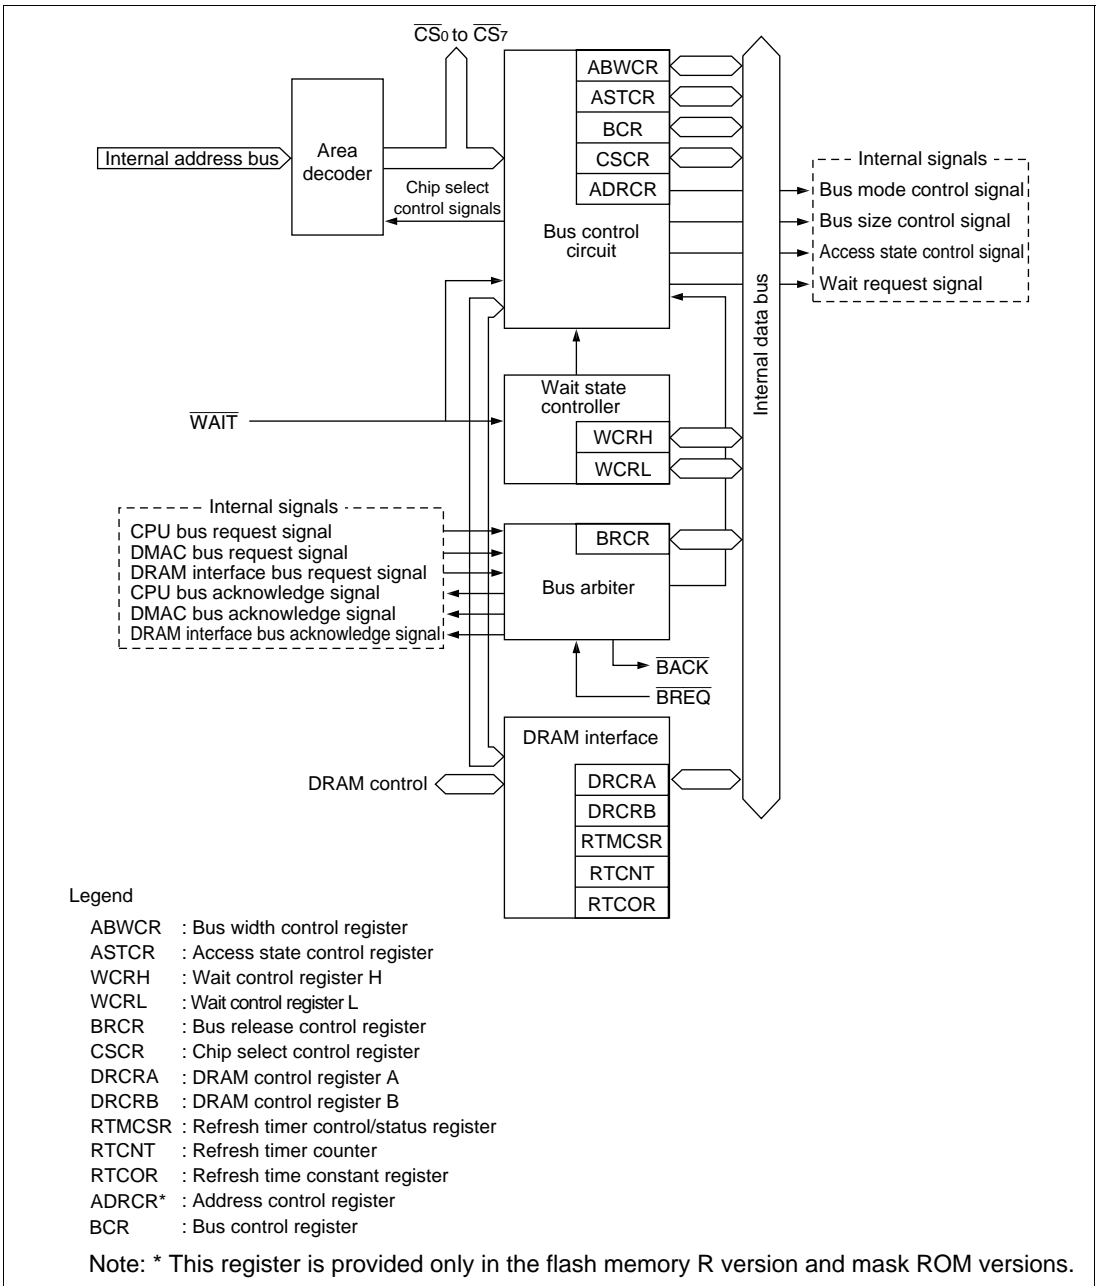 CS0 to CS7
ABWCR
ASTCR
BCR
CSCR
ADRCR
Bus control
circuit
Area
decoder
Internal address bus
Chip select
control signals
Internal signals
Bus mode control signal
Bus size control signal
Access state control signal
Wait request signal
Internal data bus
Wait state
controller
WCRH
WCRL
WAIT
Internal signals
CPU bus request signal
DMAC bus request signal
DRAM interface bus request signal
CPU bus acknowledge signal
DMAC bus acknowledge signal
DRAM interface bus acknowledge signal
BRCR
Bus arbiter
BACK
BREQ
DRAM interface
DRAM control
DRCRA
DRCRB
RTMCSR
RTCNT
RTCOR
Legend
ABWCR : Bus width control register
ASTCR : Access state control register
WCRH : Wait control register H
WCRL : Wait control register L
BRCR : Bus release control register
CSCR : Chip select control register
DRCRA : DRAM control register A
DRCRB : DRAM control register B
RTMCSR : Refresh timer control/status register
RTCNT : Refresh timer counter
RTCOR : Refresh time constant register
ADRCR* : Address control register
BCR : Bus control register
Note: * This register is provided only in the flash memory R version and mask ROM versions.